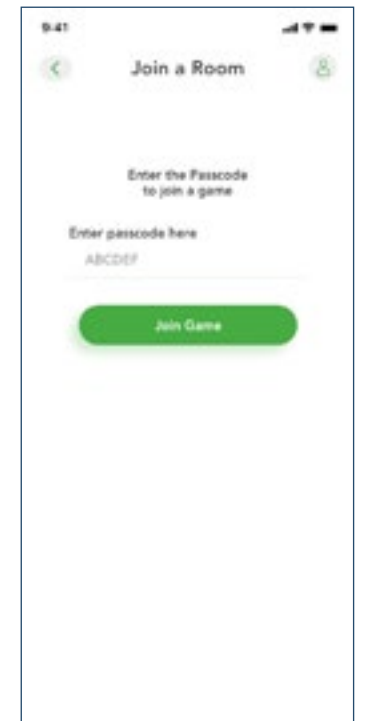 9:41
Join a Room
Enter the Passcode
to join a game
Enter passcode here
ABCDEF
Join Game